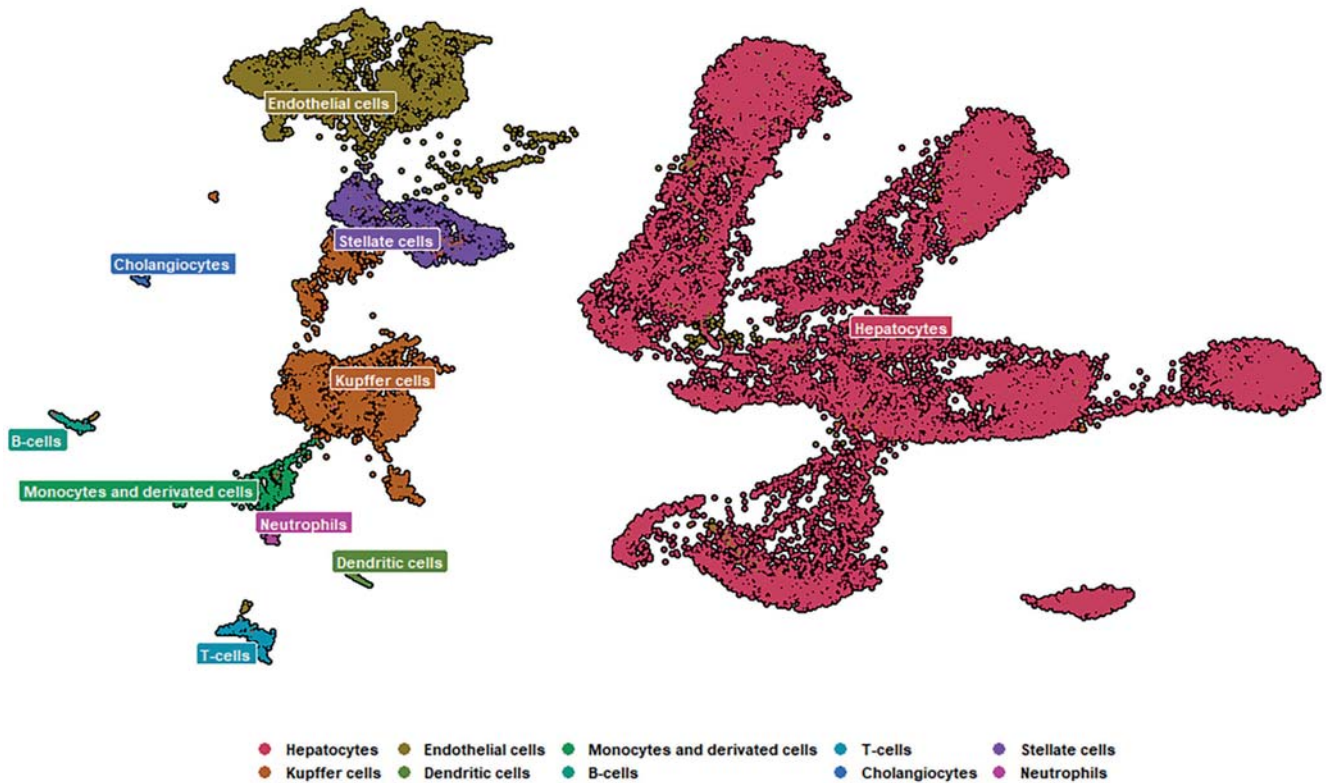 Endothelial cells
Stellate cells
Cholangiocytes
Hepatocytes
Kupffer cells
B-cells
Monocytes and derivated cells
Neutrophils
Dendritic cells
T-cells
Hepatocytes Endothelial cells Monocytes and derivated cells T-cells Stellate cells
Kupffer cells Dendritic cells B-cells Cholangiocytes Neutrophils